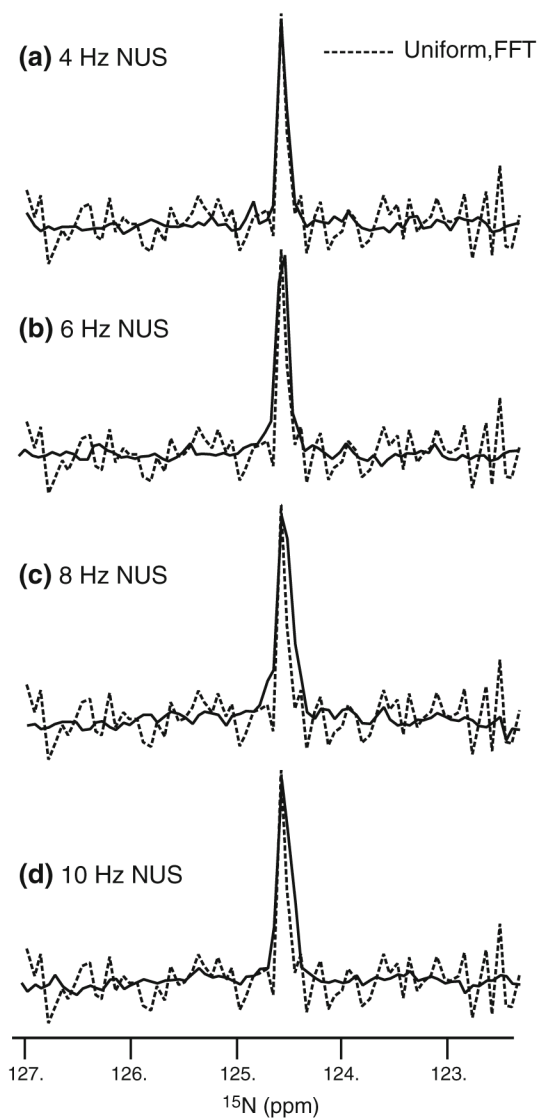 (a) 4 Hz NUS
Uniform,FFT
(b) 6 Hz NUS
(c) 8 Hz NUS
(d) 10 Hz NUS
127. 126. 125. 124. 123.
¹⁵N (ppm)